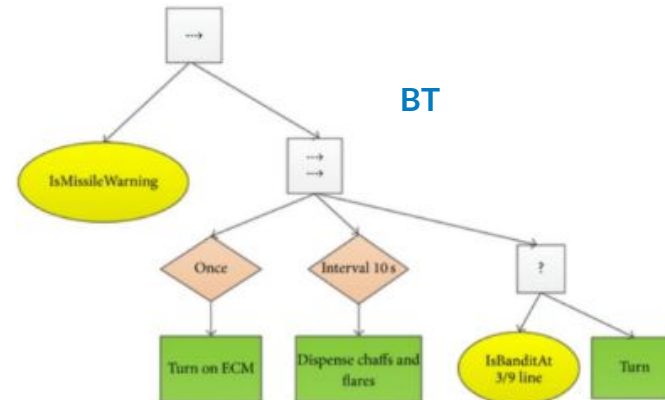 BT
IsMissileWarning
Once
Interval 10 s
?
Turn on ECM
Dispense chaffs and
flares
IsBanditAt
3/9 line
Turn